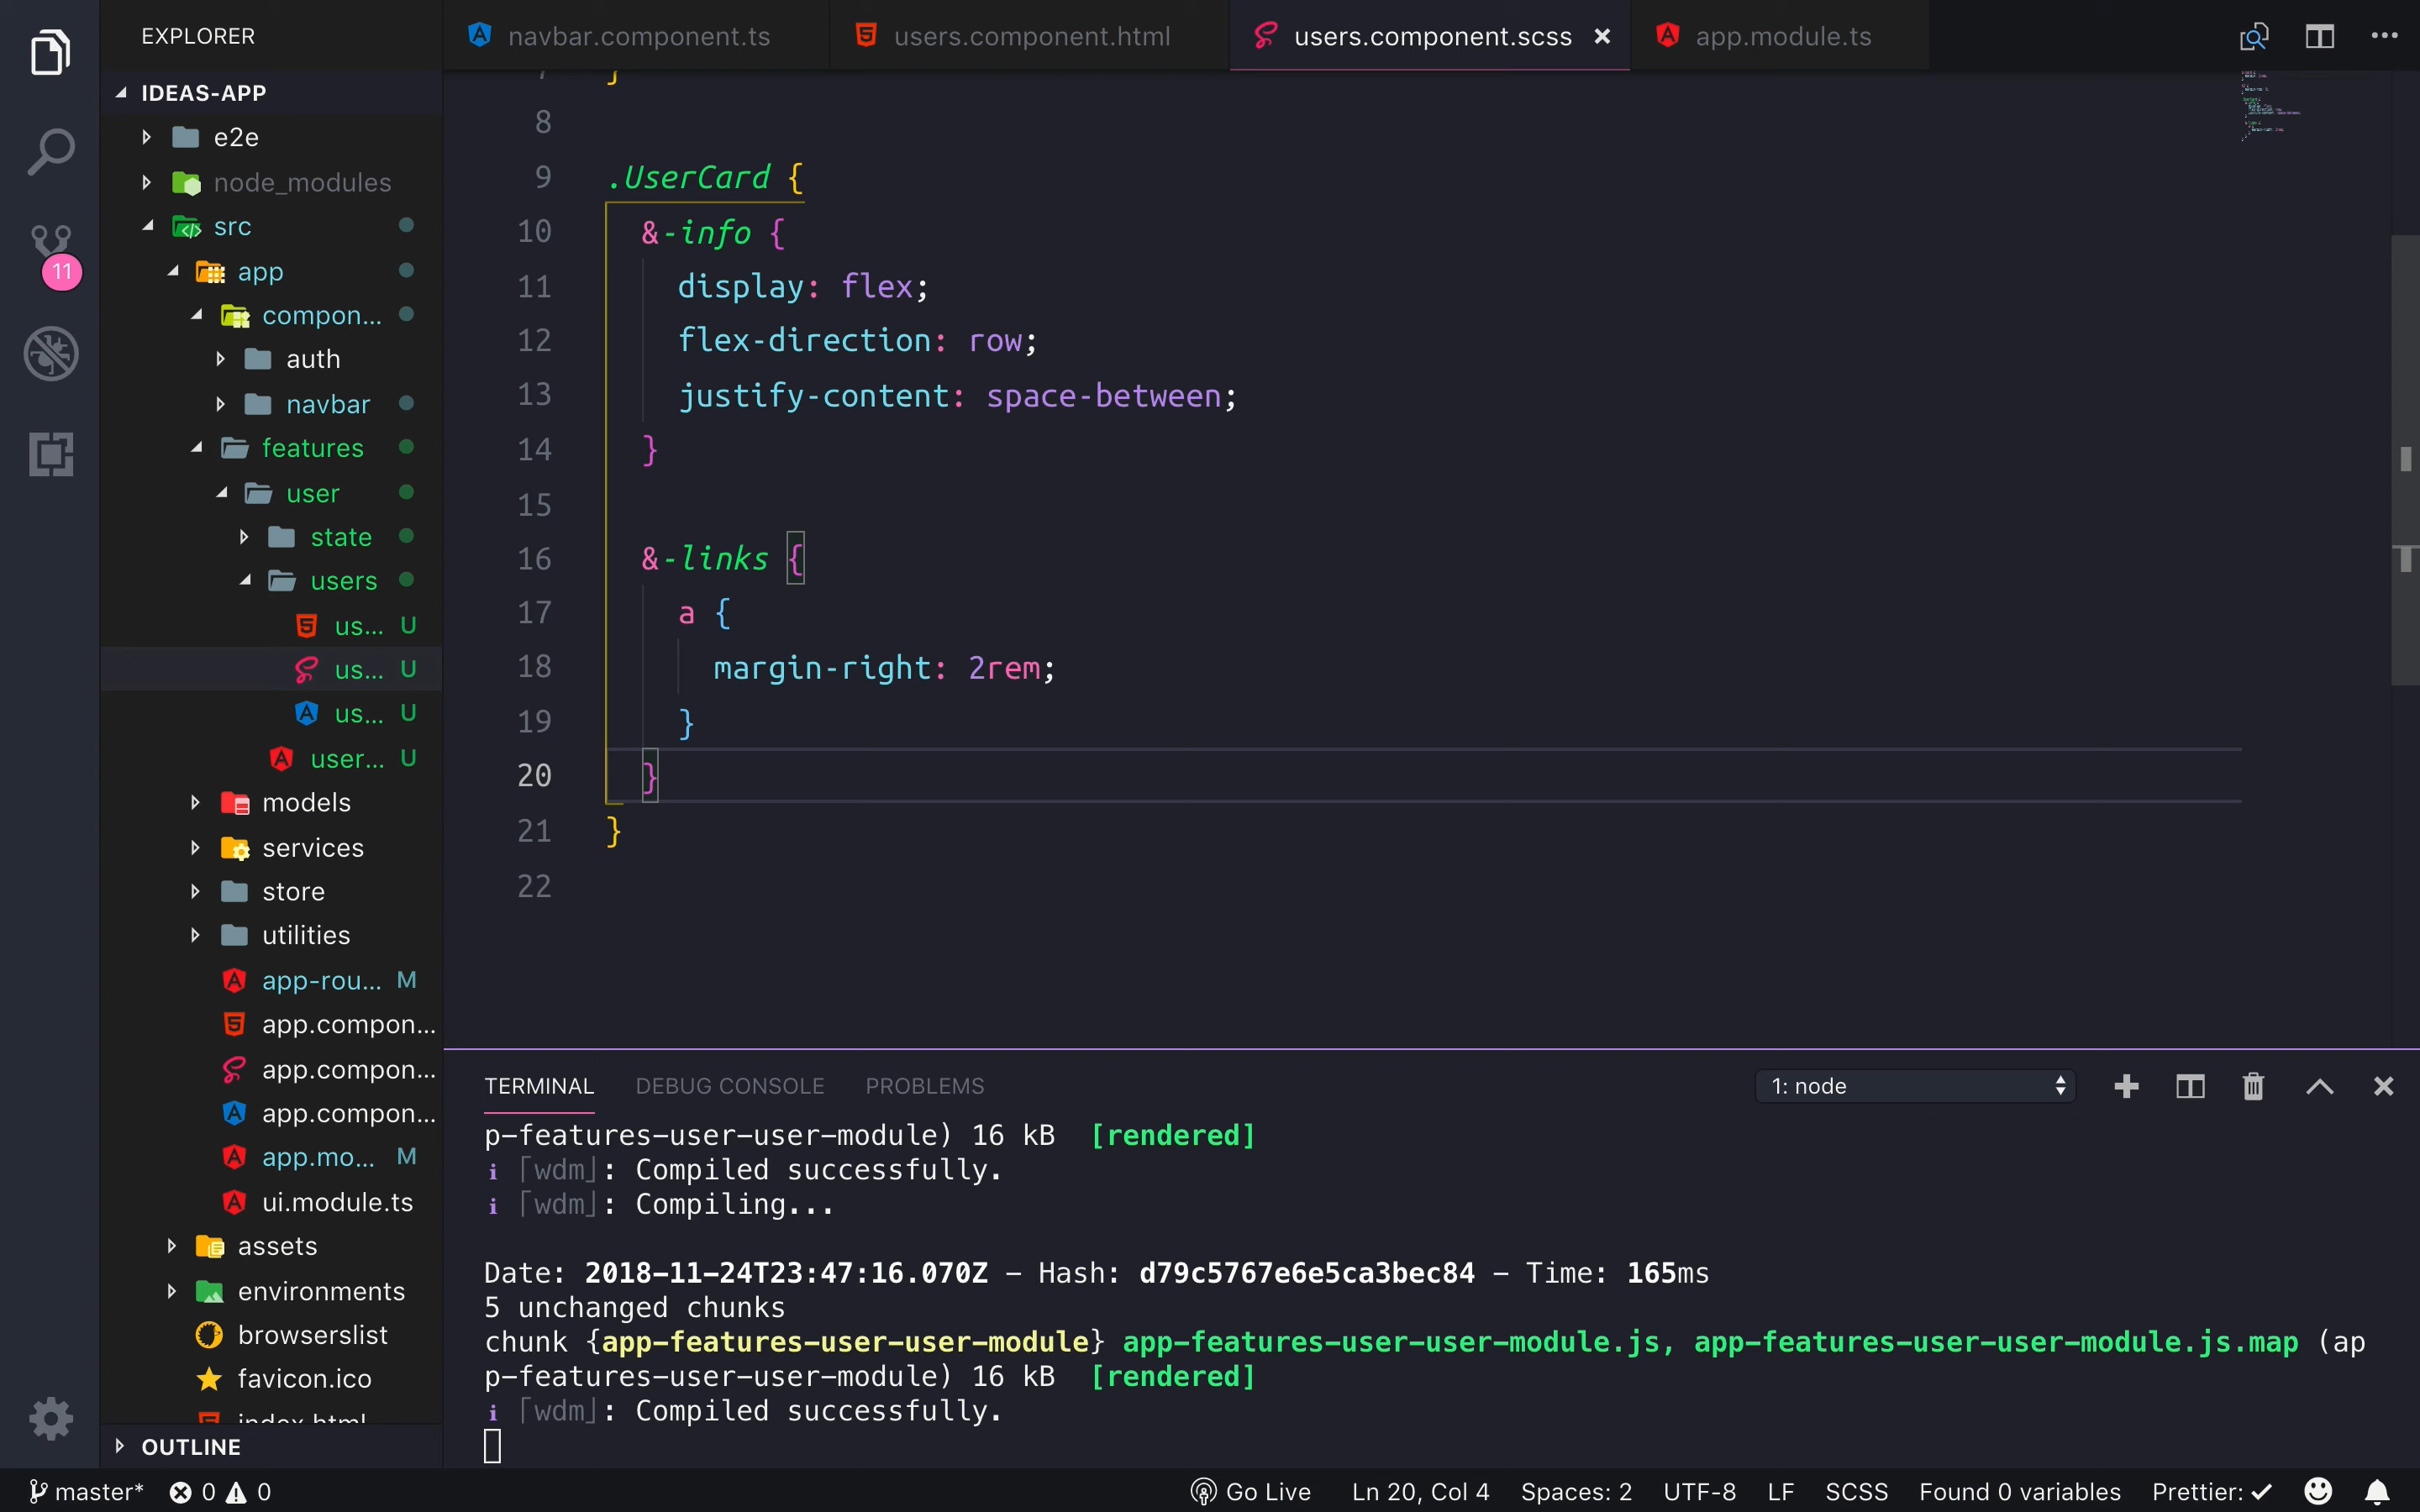 EXPLORER
IDEAS-APP
e2e
node_modules
src
app
compon...
auth
navbar
features
user
state
users
us... U
us... U
us... U
user... U
models
services
store
utilities
app-rou... M
app.compon...
app.compon...
app.compon...
app.mo... M
ui.module.ts
assets
environments
browserslist
favicon.ico
index.html
OUTLINE
11
navbar.component.ts
users.component.html
users.component.scss
app.module.ts
7 }
8
9 .UserCard {
10 &-info {
11 display: flex;
12 flex-direction: row;
13 justify-content: space-between;
14 }
15
16 &-links {
17 a {
18 margin-right: 2rem;
19 }
20 }
21 }
22
TERMINAL DEBUG CONSOLE PROBLEMS 1: node
p-features-user-user-module) 16 kB [rendered]
i ⌈wdm⌋: Compiled successfully.
i ⌈wdm⌋: Compiling...
Date: 2018-11-24T23:47:16.070Z - Hash: d79c5767e6e5ca3bec84 - Time: 165ms
5 unchanged chunks
chunk {app-features-user-user-module} app-features-user-user-module.js, app-features-user-user-module.js.map (ap
p-features-user-user-module) 16 kB [rendered]
i ⌈wdm⌋: Compiled successfully.
master* 0 0 Go Live Ln 20, Col 4 Spaces: 2 UTF-8 LF SCSS Found 0 variables Prettier: ✓